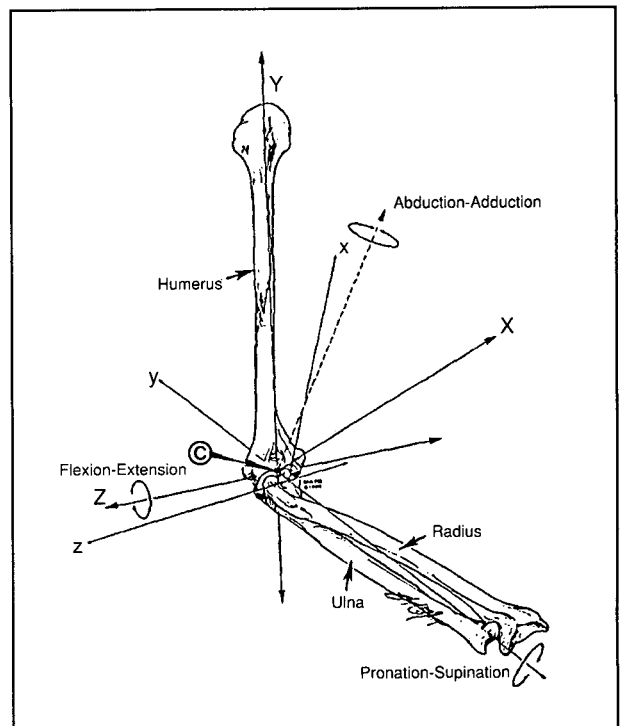 Y
Abduction-Adduction
x
Humerus
X
y
C
Flexion-Extension
Z
z
Radius
Ulna
Pronation-Supination